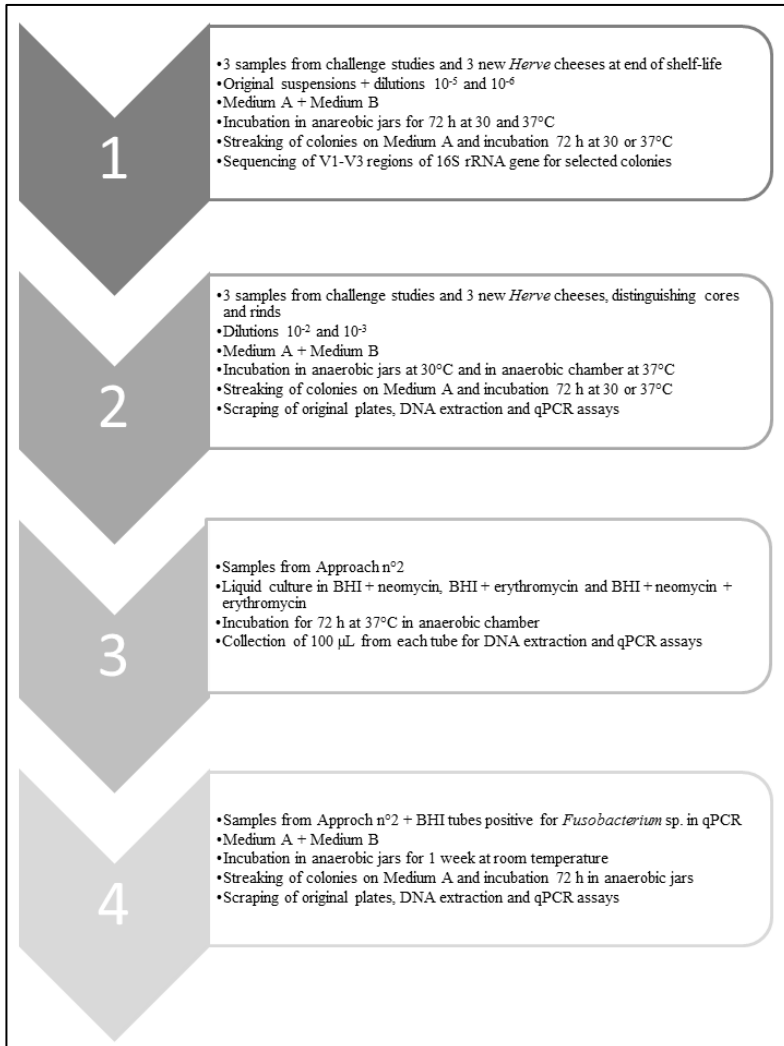 1
•3 samples from challenge studies and 3 new Herve cheeses at end of shelf-life
•Original suspensions + dilutions 10⁻⁵ and 10⁻⁶
•Medium A + Medium B
•Incubation in anareobic jars for 72 h at 30 and 37°C
•Streaking of colonies on Medium A and incubation 72 h at 30 or 37°C
•Sequencing of V1-V3 regions of 16S rRNA gene for selected colonies
2
•3 samples from challenge studies and 3 new Herve cheeses, distinguishing cores
and rinds
•Dilutions 10⁻² and 10⁻³
•Medium A + Medium B
•Incubation in anaerobic jars at 30°C and in anaerobic chamber at 37°C
•Streaking of colonies on Medium A and incubation 72 h at 30 or 37°C
•Scraping of original plates, DNA extraction and qPCR assays
3
•Samples from Approach n°2
•Liquid culture in BHI + neomycin, BHI + erythromycin and BHI + neomycin +
erythromycin
•Incubation for 72 h at 37°C in anaerobic chamber
•Collection of 100 µL from each tube for DNA extraction and qPCR assays
4
•Samples from Approch n°2 + BHI tubes positive for Fusobacterium sp. in qPCR
•Medium A + Medium B
•Incubation in anaerobic jars for 1 week at room temperature
•Streaking of colonies on Medium A and incubation 72 h in anaerobic jars
•Scraping of original plates, DNA extraction and qPCR assays